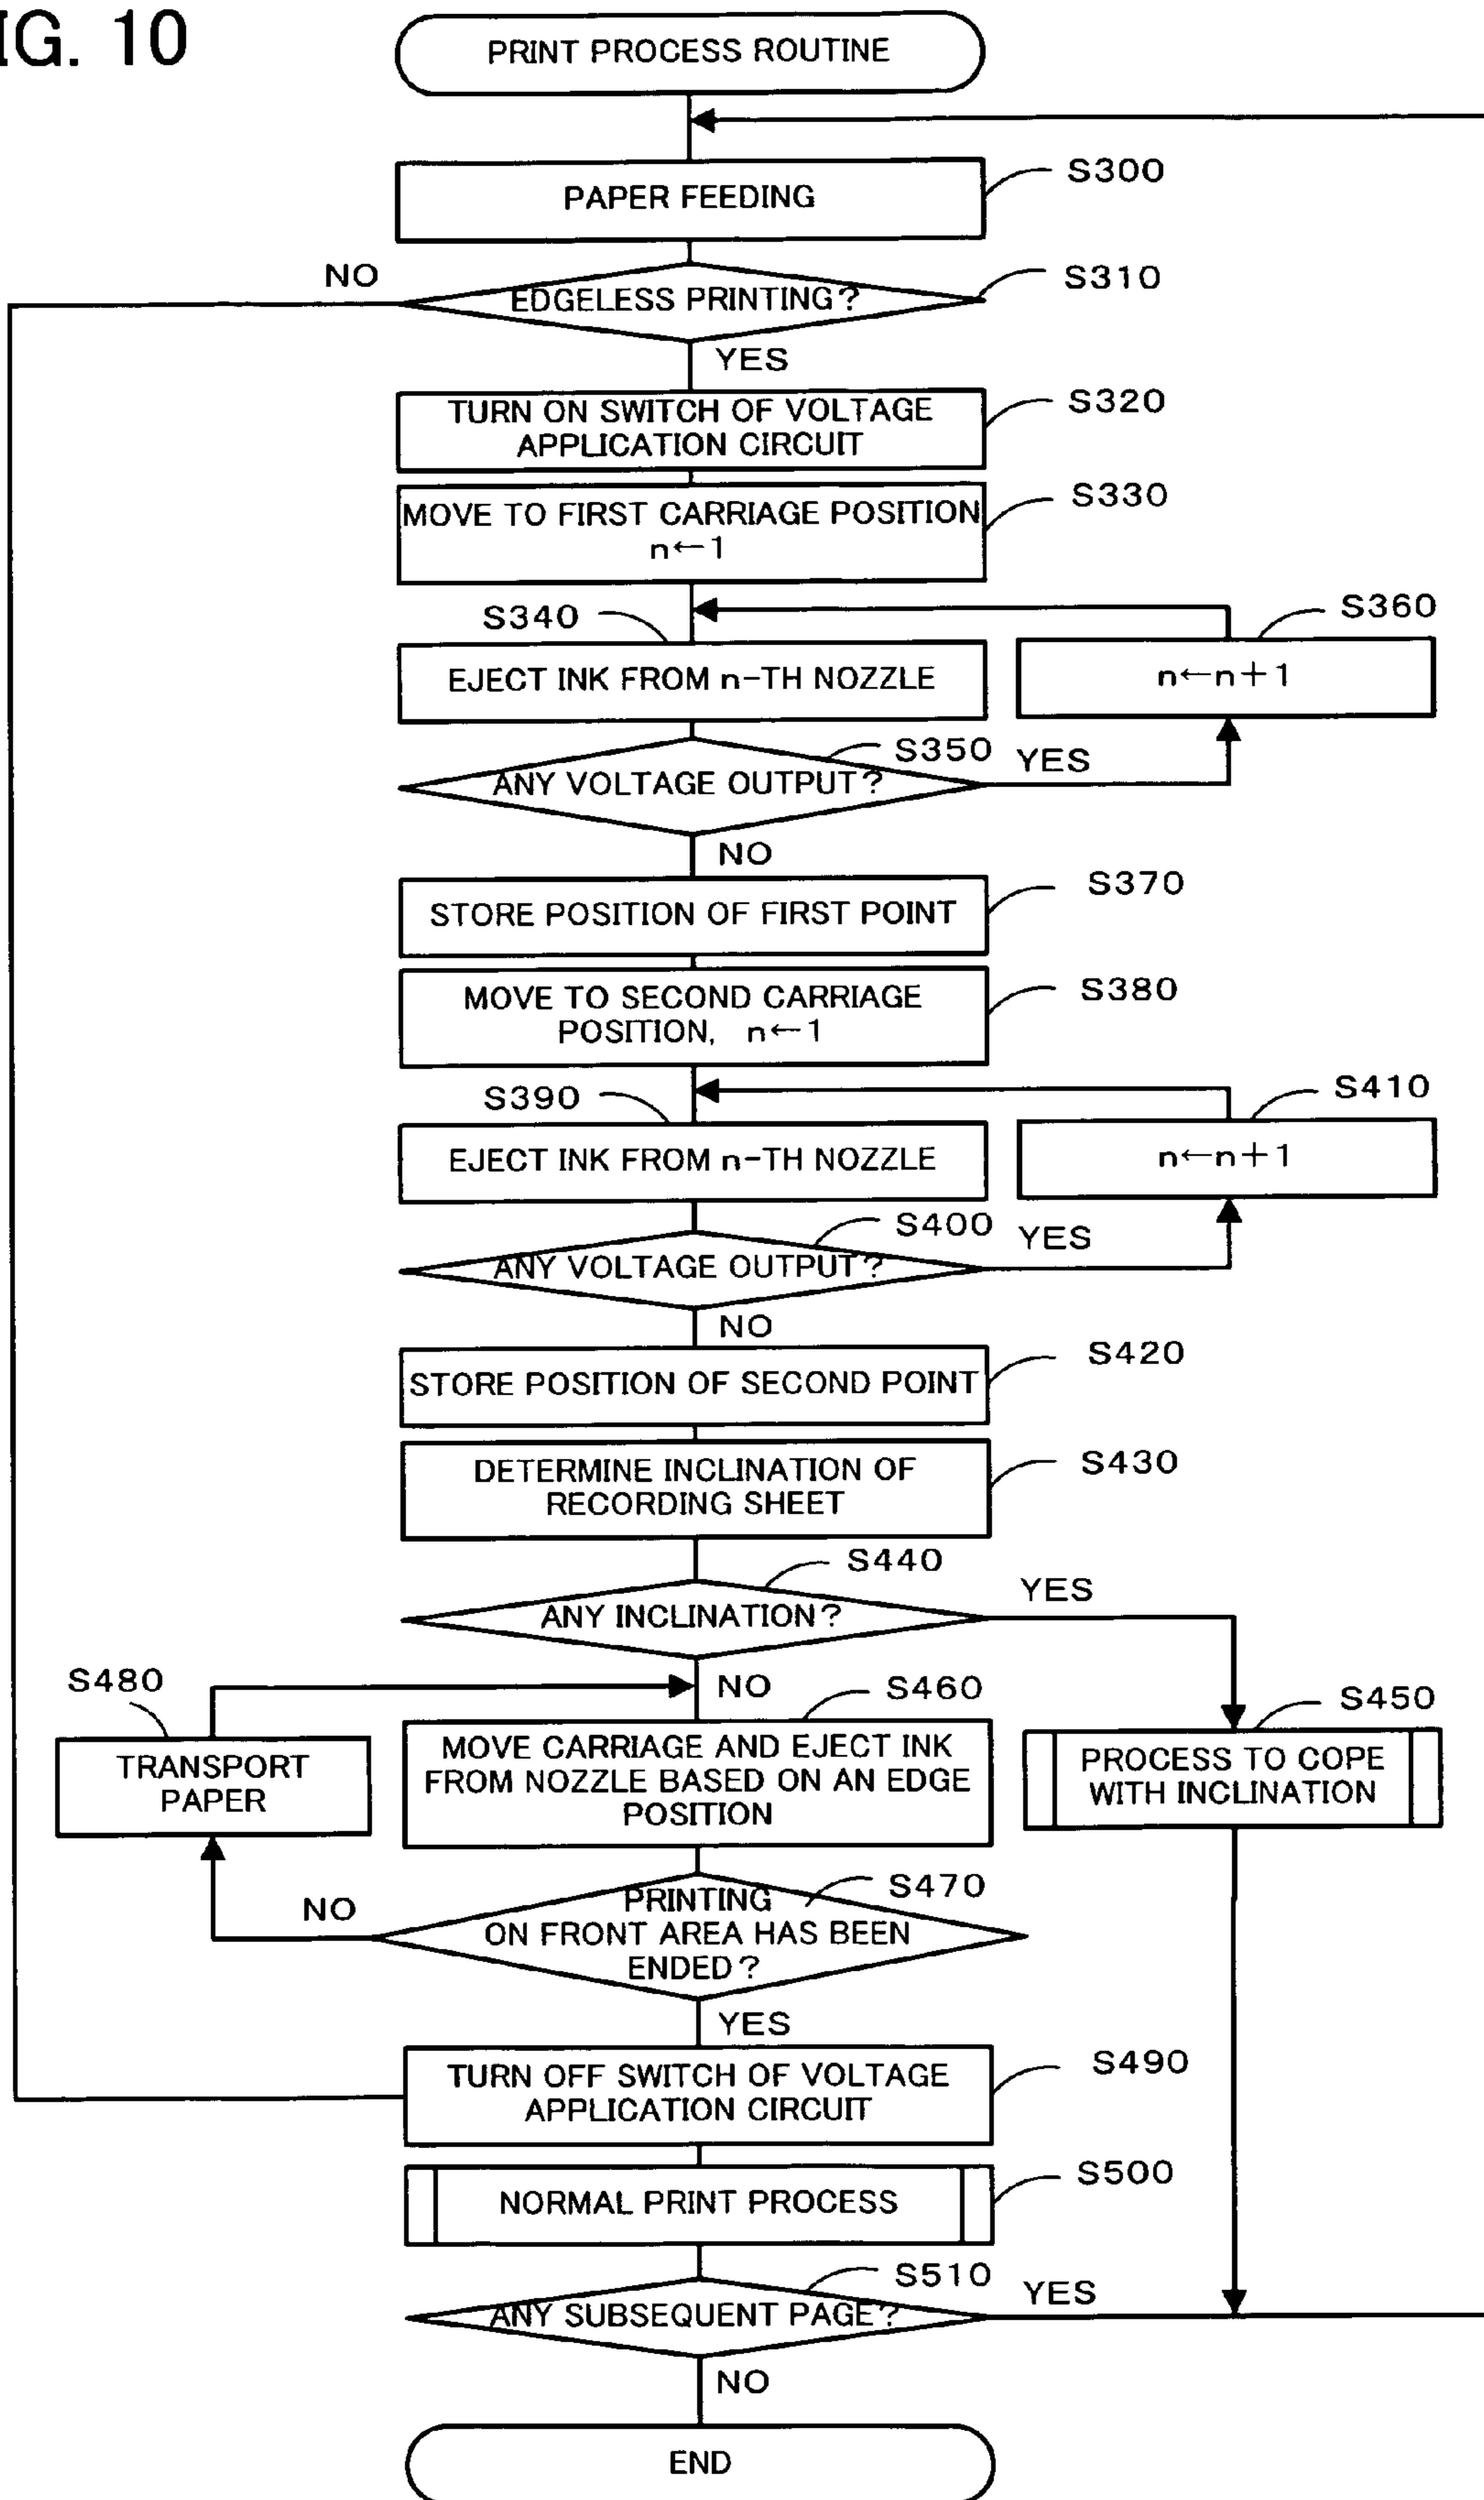 IG. 10
PRINT PROCESS ROUTINE
PAPER FEEDING
S300
NO
EDGELESS PRINTING?
S310
YES
TURN ON SWITCH OF VOLTAGE
APPLICATION CIRCUIT
S320
MOVE TO FIRST CARRIAGE POSITION
n←1
S330
S340
EJECT INK FROM n-TH NOZZLE
S360
n←n+1
S350
ANY VOLTAGE OUTPUT?
YES
NO
STORE POSITION OF FIRST POINT
S370
MOVE TO SECOND CARRIAGE
POSITION, n←1
S380
S390
EJECT INK FROM n-TH NOZZLE
S410
n←n+1
S400
ANY VOLTAGE OUTPUT?
YES
NO
STORE POSITION OF SECOND POINT
S420
DETERMINE INCLINATION OF
RECORDING SHEET
S430
S440
ANY INCLINATION?
YES
NO
S480
TRANSPORT
PAPER
S460
MOVE CARRIAGE AND EJECT INK
FROM NOZZLE BASED ON AN EDGE
POSITION
S450
PROCESS TO COPE
WITH INCLINATION
S470
PRINTING
ON FRONT AREA HAS BEEN
ENDED?
NO
YES
TURN OFF SWITCH OF VOLTAGE
APPLICATION CIRCUIT
S490
NORMAL PRINT PROCESS
S500
S510
ANY SUBSEQUENT PAGE?
YES
NO
END